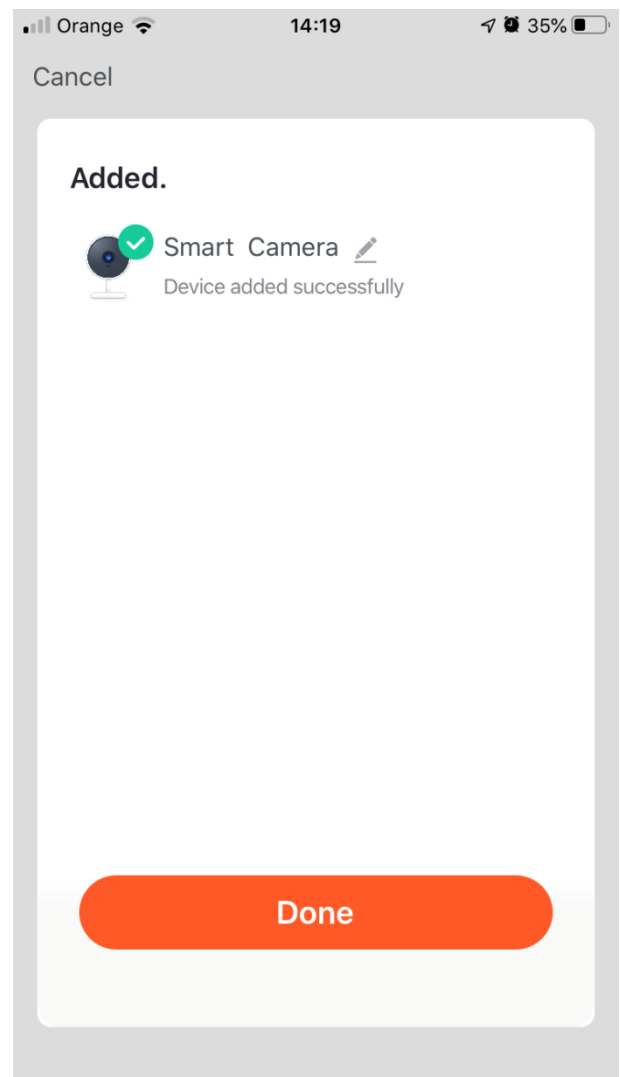 Orange 14:19 35%
Cancel
Added.
Smart Camera
Device added successfully
Done